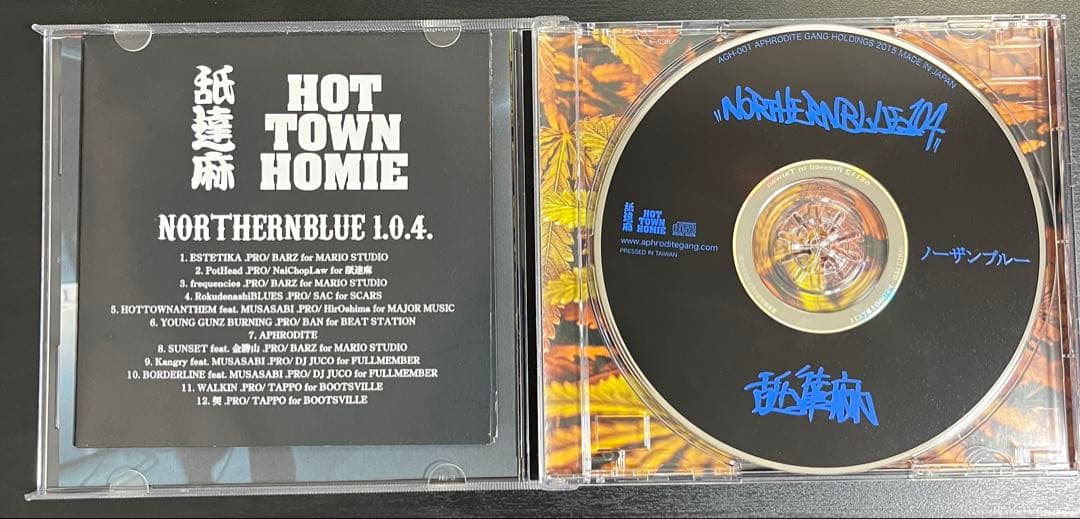 舐達麻
HOT
TOWN
HOMIE
NORTHERNBLUE 1.0.4.
1. ESTETIKA .PRO/ BARZ for MARIO STUDIO
2. PotHead .PRO/ NaiChopLaw for 舐達麻
3. frequencies .PRO/ BARZ for MARIO STUDIO
4. RokudenashiBLUES .PRO/ SAC for SCARS
5. HOTTOWNANTHEM feat. MUSASABI .PRO/ HirOshima for MAJOR MUSIC
6. YOUNG GUNZ BURNING .PRO/ BAN for BEAT STATION
7. APHRODITE
8. SUNSET feat. 金勝山 .PRO/ BARZ for MARIO STUDIO
9. Kangry feat. MUSASABI .PRO/ DJ JUCO for FULLMEMBER
10. BORDERLINE feat. MUSASABI .PRO/ DJ JUCO for FULLMEMBER
11. WALKIN .PRO/ TAPPO for BOOTSVILLE
12. 契 .PRO/ TAPPO for BOOTSVILLE
AGH-001 APHRODITE GANG HOLDINGS 2015 MADE IN JAPAN
"NORTHERNBLUE104"
舐達麻
HOT
TOWN
HOMIE
www.aphroditegang.com
PRESSED IN TAIWAN
ノーザンブルー
舐達麻